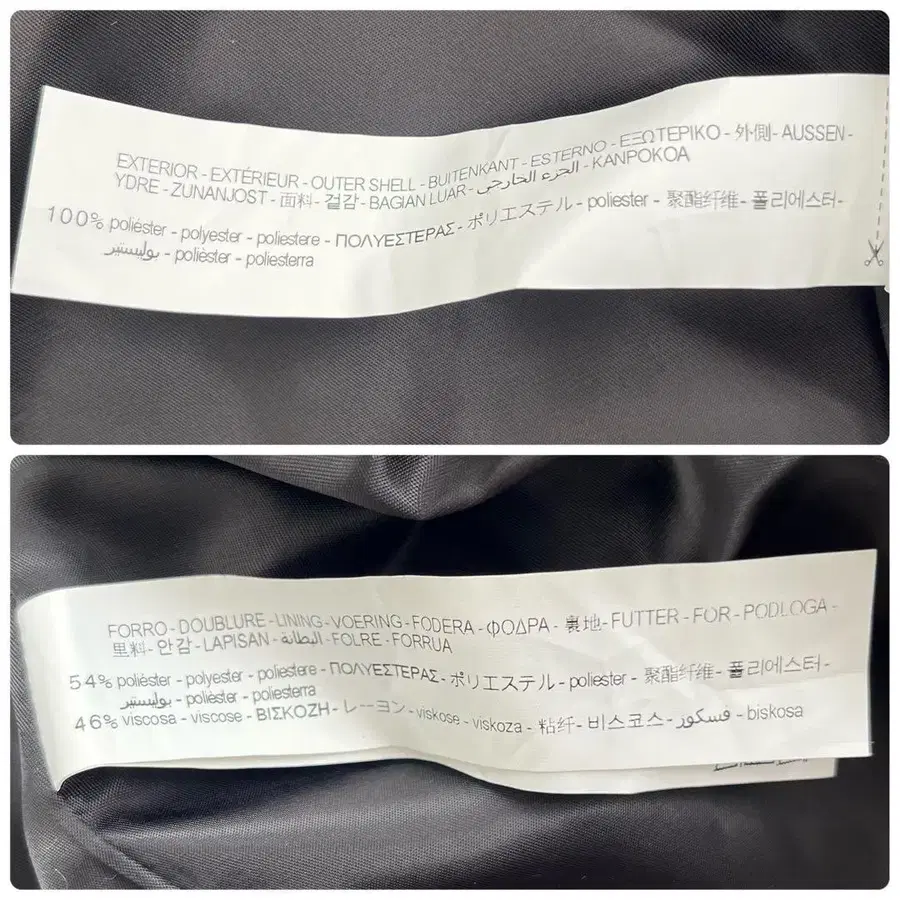 EXTERIOR - EXTÉRIEUR - OUTER SHELL - BUITENKANT - ESTERNO - ΕΞΩΤΕΡΙΚΟ - 外側 - AUSSEN -
YDRE - ZUNANJOST - 面料 - 겉감 - BAGIAN LUAR - الجزء الخارجي - KANPOKOA
100% poliéster - polyester - poliestere - ΠΟΛΥΕΣΤΕΡΑΣ - ポリエステル - poliester - 聚酯纤维 - 폴리에스터 -
بوليستير - polièster - poliesterra
FORRO - DOUBLURE - LINING - VOERING - FODERA - ΦΟΔΡΑ - 裏地 - FUTTER - FOR - PODLOGA -
里料 - 안감 - LAPISAN - البطانة - FOLRE - FORRUA
54% poliéster - polyester - poliestere - ΠΟΛΥΕΣΤΕΡΑΣ - ポリエステル - poliester - 聚酯纤维 - 폴리에스터 -
بوليستير - polièster - poliesterra
46% viscosa - viscose - ΒΙΣΚΟΖΗ - レーヨン - viskose - viskoza - 粘纤 - 비스코스 - فسكوز - biskosa